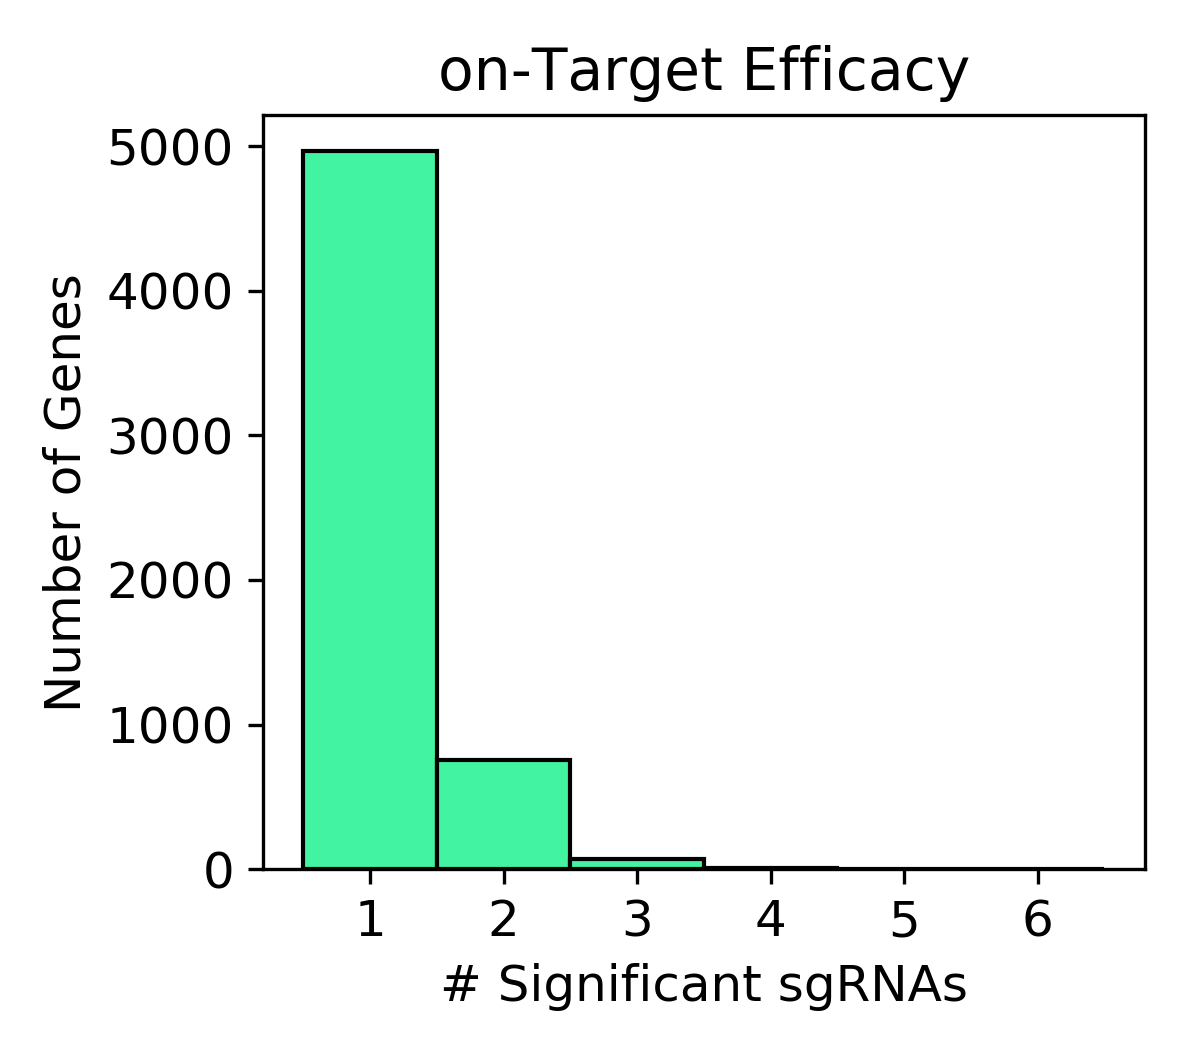 on-Target Efficacy
Number of Genes
5000
4000
3000
2000
1000
0
1 2 3 4 5 6
# Significant sgRNAs